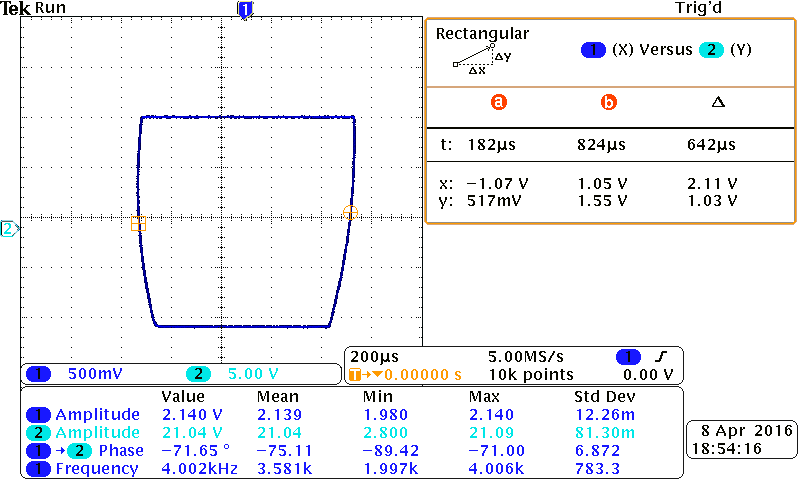 Tek Run Trig'd
1
Rectangular
Δy
Δx
1 (X) Versus 2 (Y)
a b Δ
t: 182µs 824µs 642µs
x: −1.07 V 1.05 V 2.11 V
y: 517mV 1.55 V 1.03 V
2
1 500mV 2 5.00 V
200µs 5.00MS/s 1
T→▼0.00000 s 10k points 0.00 V
Value Mean Min Max Std Dev
1 Amplitude 2.140 V 2.139 1.980 2.140 12.26m
2 Amplitude 21.04 V 21.04 2.800 21.09 81.30m
1 → 2 Phase −71.65 ° −75.11 −89.42 −71.00 6.872
1 Frequency 4.002kHz 3.581k 1.997k 4.006k 783.3
8 Apr 2016
18:54:16